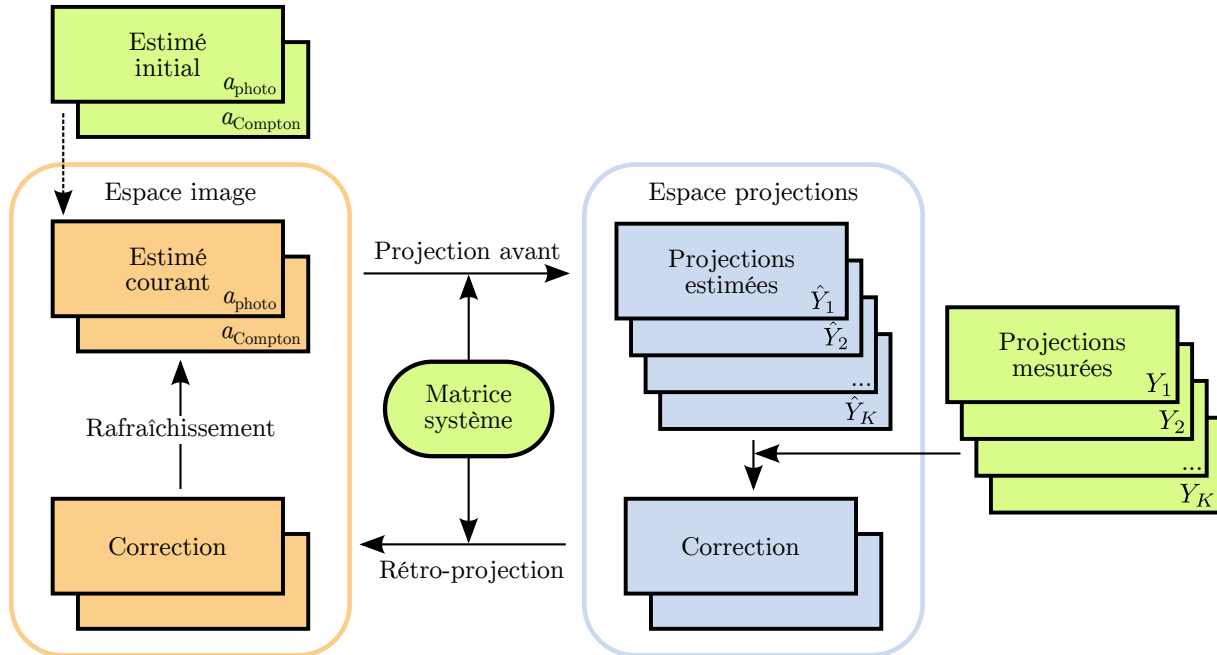 Estimé
initial
a_photo
a_Compton
Espace image
Estimé
courant
a_photo
a_Compton
Rafraîchissement
Correction
Projection avant
Matrice
système
Rétro-projection
Espace projections
Projections
estimées
Ŷ_1
Ŷ_2
...
Ŷ_K
Correction
Projections
mesurées
Y_1
Y_2
...
Y_K